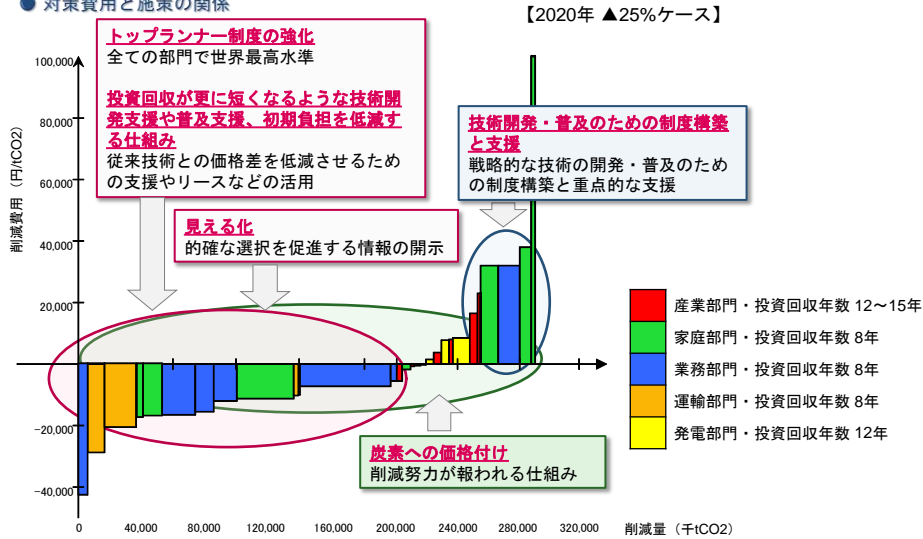 ● 対策費用と施策の関係
【2020年 ▲25%ケース】
トップランナー制度の強化
全ての部門で世界最高水準
投資回収が更に短くなるような技術開
発支援や普及支援、初期負担を低減す
る仕組み
従来技術との価格差を低減させるため
の支援やリースなどの活用
技術開発・普及のための制度構築
と支援
戦略的な技術の開発・普及のため
の制度構築と重点的な支援
見える化
的確な選択を促進する情報の開示
炭素への価格付け
削減努力が報われる仕組み
削減費用（円/tCO2）
100,000
80,000
60,000
40,000
20,000
0
−20,000
−40,000
0
40,000
80,000
120,000
160,000
200,000
240,000
280,000
320,000
削減量（千tCO2）
産業部門・投資回収年数 12～15年
家庭部門・投資回収年数 8年
業務部門・投資回収年数 8年
運輸部門・投資回収年数 8年
発電部門・投資回収年数 12年